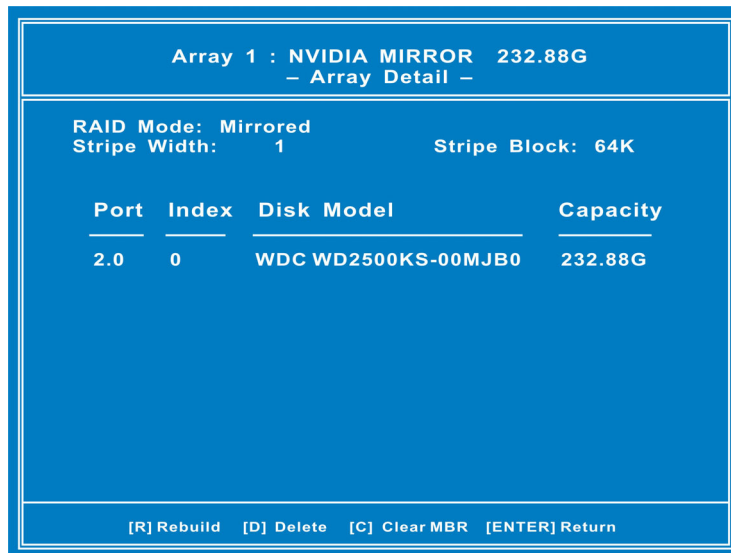 Array 1 : NVIDIA MIRROR 232.88G
– Array Detail –
RAID Mode: Mirrored
Stripe Width: 1 Stripe Block: 64K
Port Index Disk Model Capacity
2.0 0 WDC WD2500KS-00MJB0 232.88G
[R] Rebuild [D] Delete [C] Clear MBR [ENTER] Return